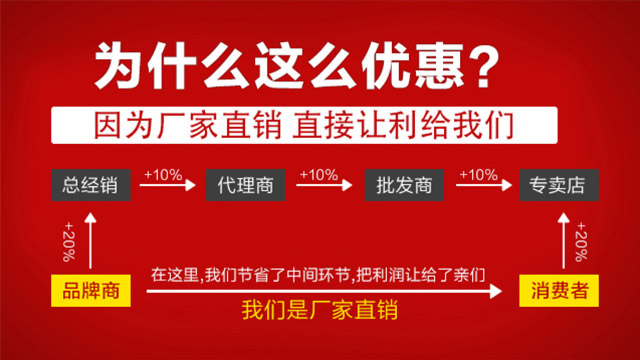 为什么这么优惠?
因为厂家直销 直接让利给我们
总经销 +10% 代理商 +10% 批发商 +10% 专卖店
+20% +20%
在这里,我们节省了中间环节,把利润让给了亲们
品牌商 消费者
我们是厂家直销